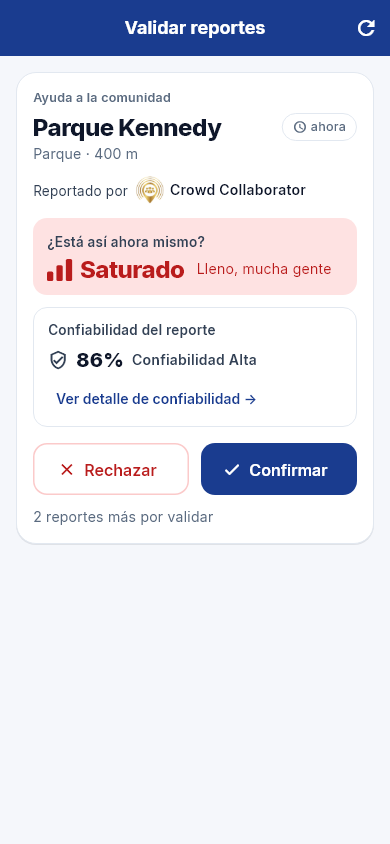 Validar reportes
Ayuda a la comunidad
Parque Kennedy
ahora
Parque · 400 m
Reportado por Crowd Collaborator
¿Está así ahora mismo?
Saturado Lleno, mucha gente
Confiabilidad del reporte
86% Confiabilidad Alta
Ver detalle de confiabilidad →
Rechazar
Confirmar
2 reportes más por validar